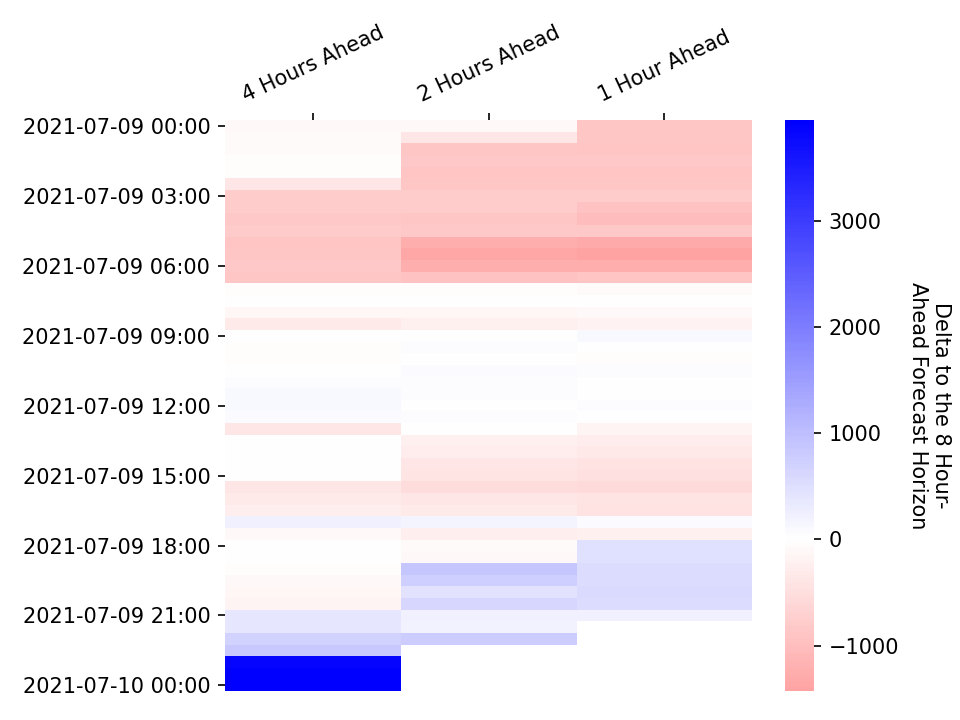 4 Hours Ahead
2 Hours Ahead
1 Hour Ahead
2021-07-09 00:00
2021-07-09 03:00
2021-07-09 06:00
2021-07-09 09:00
2021-07-09 12:00
2021-07-09 15:00
2021-07-09 18:00
2021-07-09 21:00
2021-07-10 00:00
3000
2000
1000
0
−1000
Delta to the 8 Hour-
Ahead Forecast Horizon